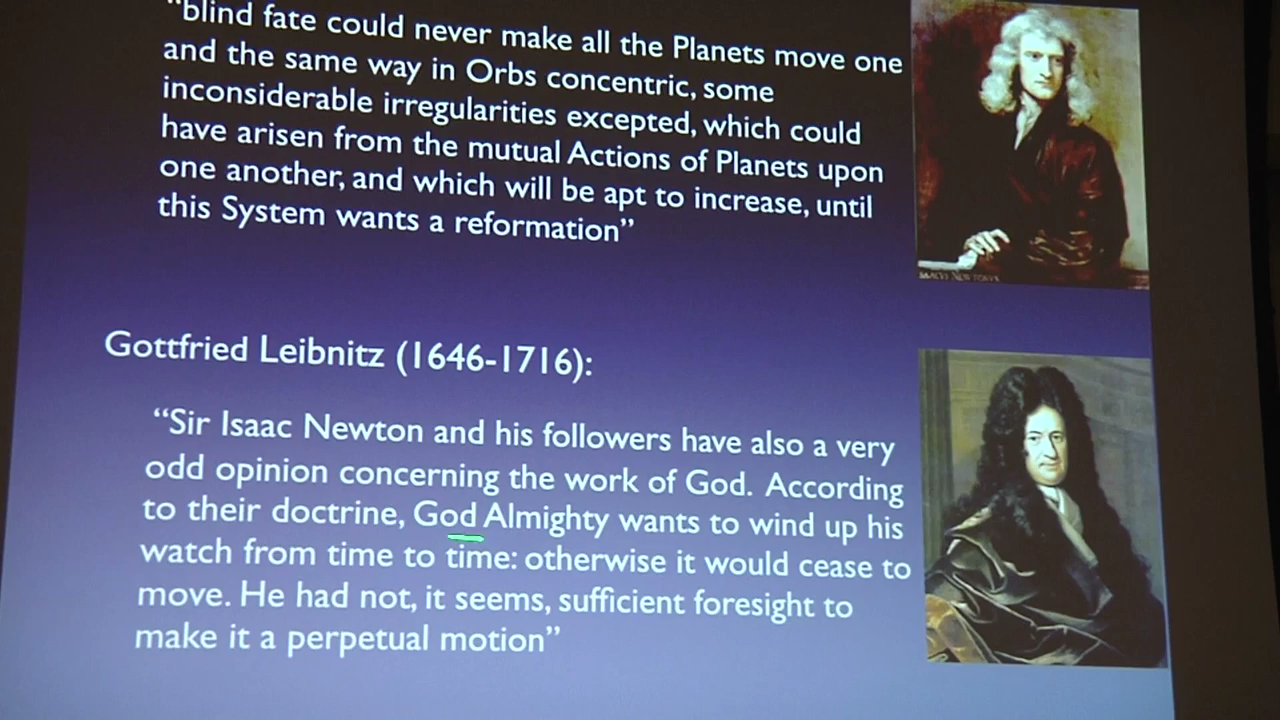 "blind fate could never make all the Planets move one
and the same way in Orbs concentric, some
inconsiderable irregularities excepted, which could
have arisen from the mutual Actions of Planets upon
one another, and which will be apt to increase, until
this System wants a reformation"
ISAACVS NEWTONVS
Gottfried Leibnitz (1646-1716):
"Sir Isaac Newton and his followers have also a very
odd opinion concerning the work of God. According
to their doctrine, God Almighty wants to wind up his
watch from time to time: otherwise it would cease to
move. He had not, it seems, sufficient foresight to
make it a perpetual motion"